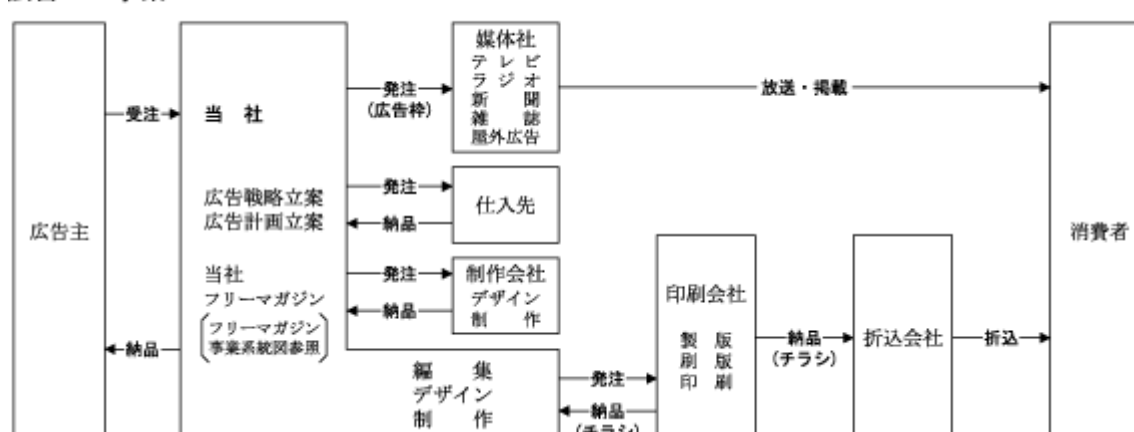 広告主
受注
納品
当 社
広告戦略立案
広告計画立案
当社
フリーマガジン
フリーマガジン
事業系統図参照
発注
(広告枠)
媒体社
テレビ
ラジオ
新聞
雑誌
屋外広告
放送・掲載
発注
納品
仕入先
発注
納品
制作会社
デザイン
制 作
編 集
デザイン
制 作
発注
納品
(チラシ)
印刷会社
製 版
刷 版
印 刷
納品
(チラシ)
折込会社
折込
消費者